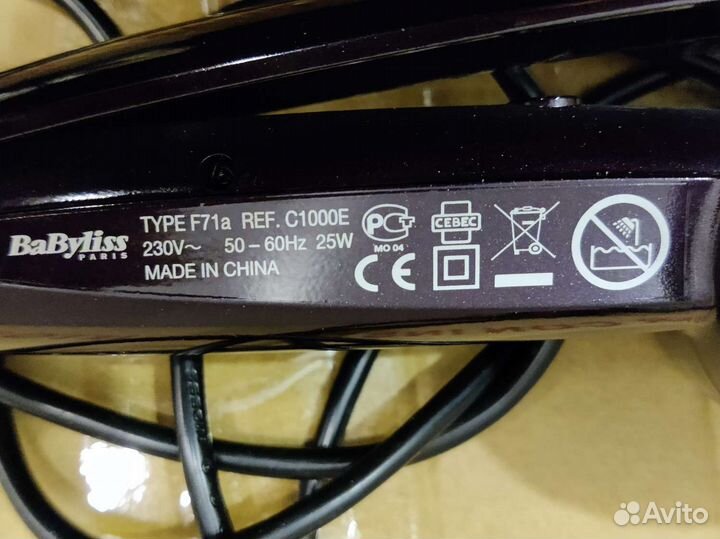 BaByliss
PARIS
TYPE F71a REF. C1000E
230V~ 50-60Hz 25W
MADE IN CHINA
PCT
MO 04
CE
CEBEC
Avito